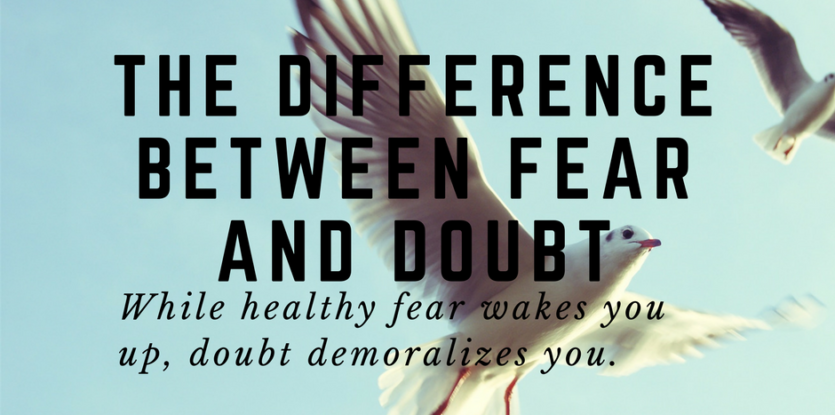 THE DIFFERENCE
BETWEEN FEAR
AND DOUBT
While healthy fear wakes you
up, doubt demoralizes you.